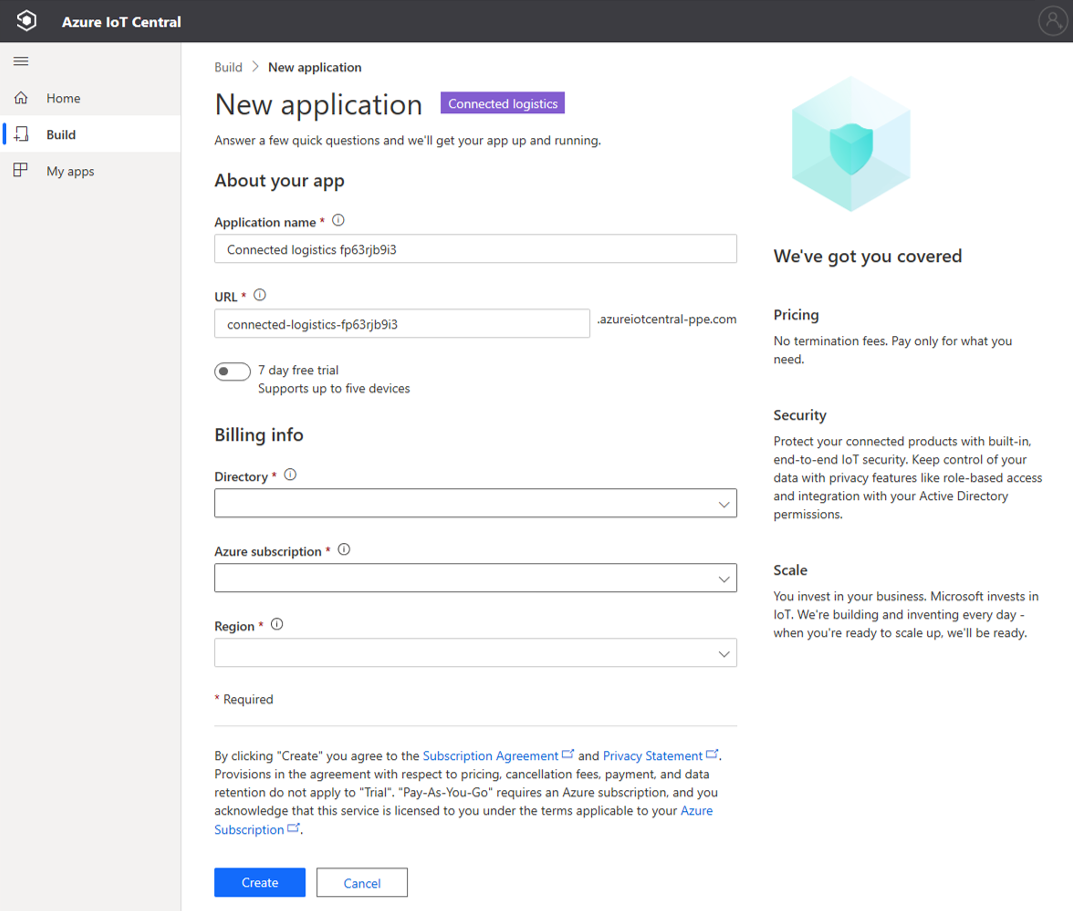 Azure IoT Central
Home
Build
My apps
Build > New application
New application Connected logistics
Answer a few quick questions and we'll get your app up and running.
About your app
Application name *
Connected logistics fp63rjb9i3
URL *
connected-logistics-fp63rjb9i3 .azureiotcentral-ppe.com
7 day free trial
Supports up to five devices
Billing info
Directory *
Azure subscription *
Region *
* Required
By clicking "Create" you agree to the Subscription Agreement and Privacy Statement.
Provisions in the agreement with respect to pricing, cancellation fees, payment, and data
retention do not apply to "Trial". "Pay-As-You-Go" requires an Azure subscription, and you
acknowledge that this service is licensed to you under the terms applicable to your Azure
Subscription.
Create Cancel
We've got you covered
Pricing
No termination fees. Pay only for what you
need.
Security
Protect your connected products with built-in,
end-to-end IoT security. Keep control of your
data with privacy features like role-based access
and integration with your Active Directory
permissions.
Scale
You invest in your business. Microsoft invests in
IoT. We're building and inventing every day -
when you're ready to scale up, we'll be ready.